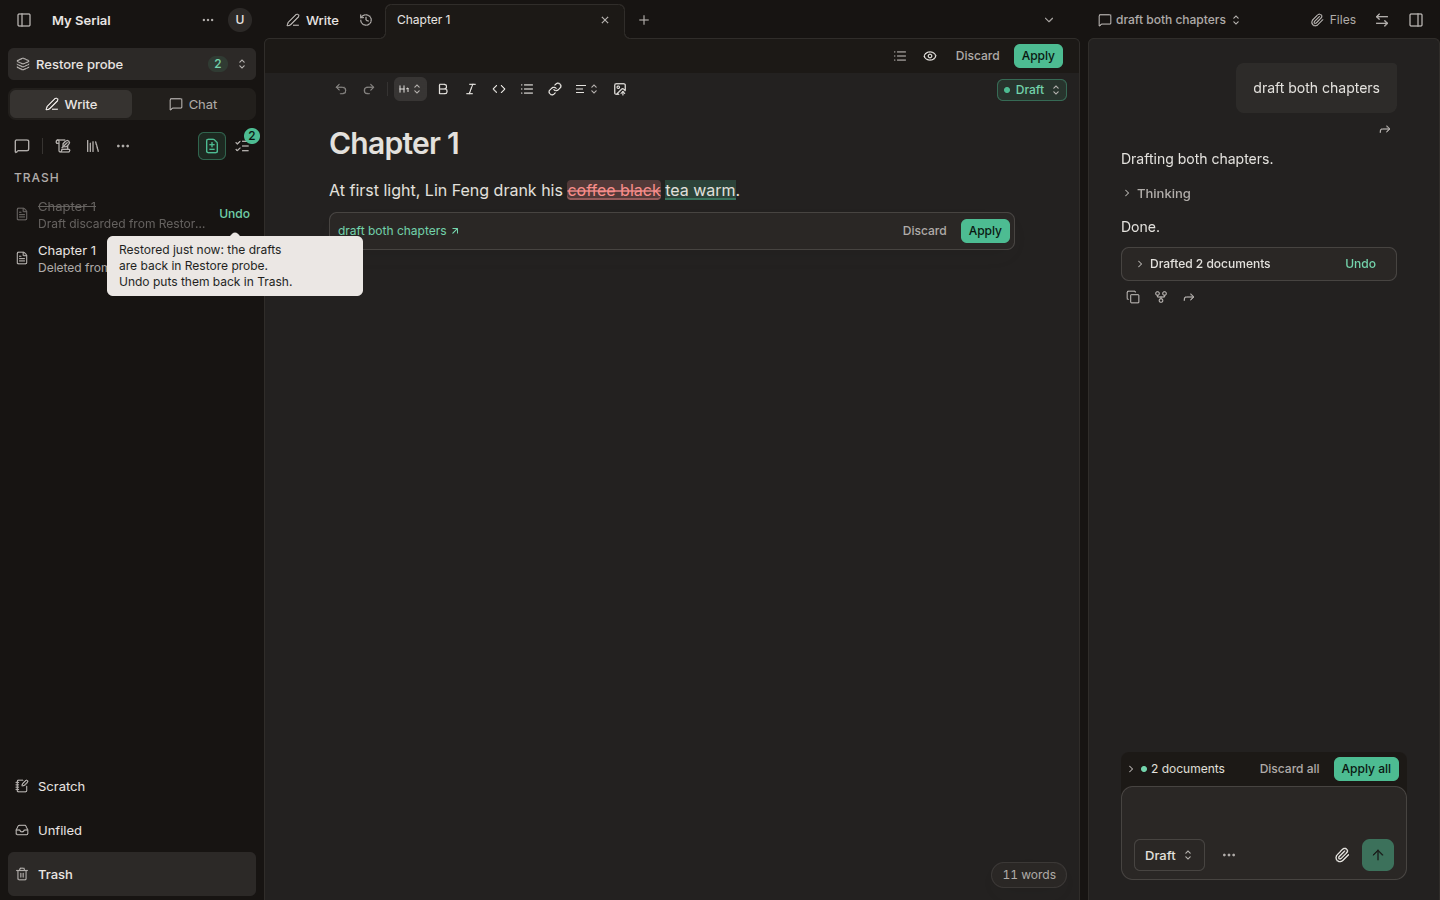 My Serial
U
Write
Chapter 1
draft both chapters
Files
Restore probe
2
Discard
Apply
Write
Chat
H1
Draft
draft both chapters
2
Chapter 1
TRASH
Drafting both chapters.
At first light, Lin Feng drank his coffee black tea warm.
Thinking
Chapter 1
Draft discarded from Restor...
Undo
draft both chapters
Discard
Apply
Done.
Chapter 1
Deleted from
Restored just now: the drafts
are back in Restore probe.
Undo puts them back in Trash.
Drafted 2 documents
Undo
2 documents
Discard all
Apply all
Scratch
Unfiled
Draft
Trash
11 words